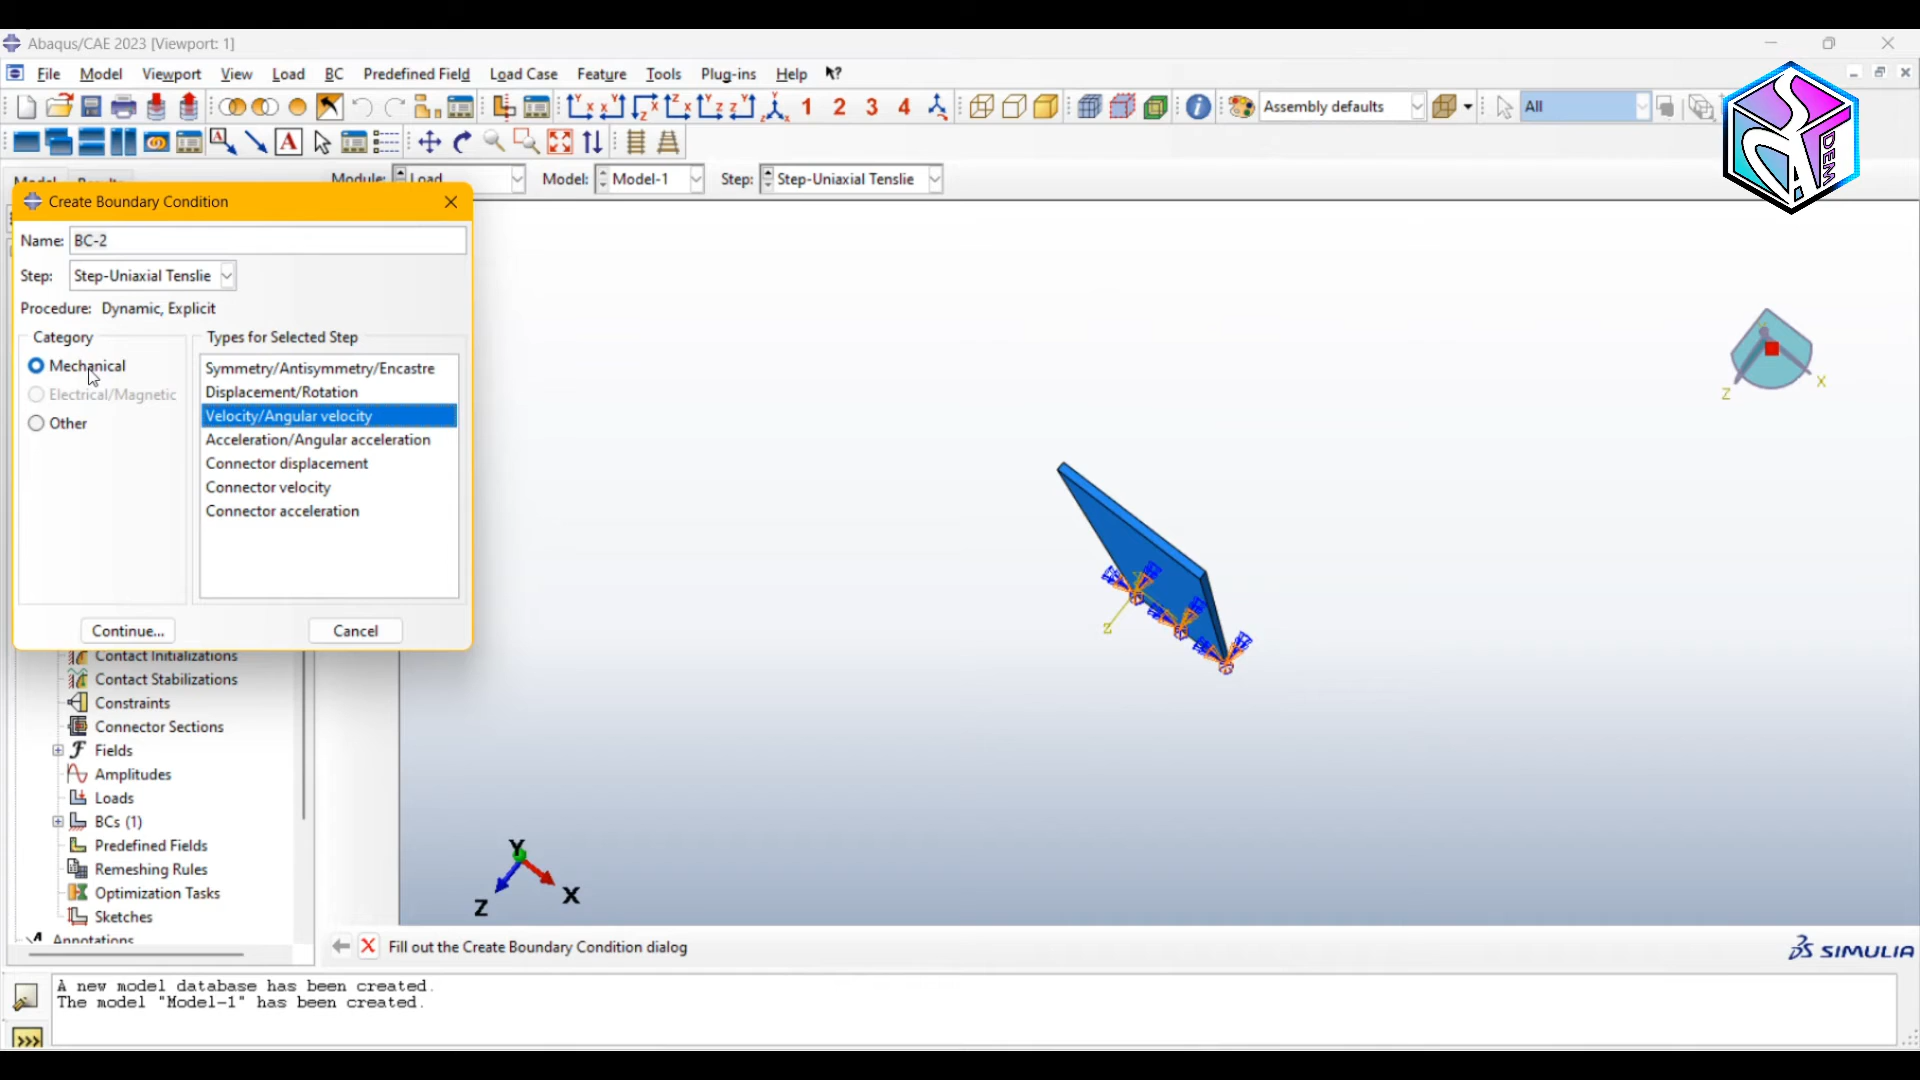 Abaqus/CAE 2023 [Viewport: 1]
File Model Viewport View Load BC Predefined Field Load Case Feature Tools Plug-ins Help
1 2 3 4 Assembly defaults All
Module: Load Model: Model-1 Step: Step-Uniaxial Tenslie
Create Boundary Condition
Name: BC-2
Step: Step-Uniaxial Tenslie
Procedure: Dynamic, Explicit
Category
Mechanical
Electrical/Magnetic
Other
Types for Selected Step
Symmetry/Antisymmetry/Encastre
Displacement/Rotation
Velocity/Angular velocity
Acceleration/Angular acceleration
Connector displacement
Connector velocity
Connector acceleration
Continue... Cancel
Contact Initializations
Contact Stabilizations
Constraints
Connector Sections
Fields
Amplitudes
Loads
BCs (1)
Predefined Fields
Remeshing Rules
Optimization Tasks
Sketches
Annotations
Z
Z X
Y
Z X
DEM
Fill out the Create Boundary Condition dialog
SIMULIA
A new model database has been created.
The model "Model-1" has been created.
>>>